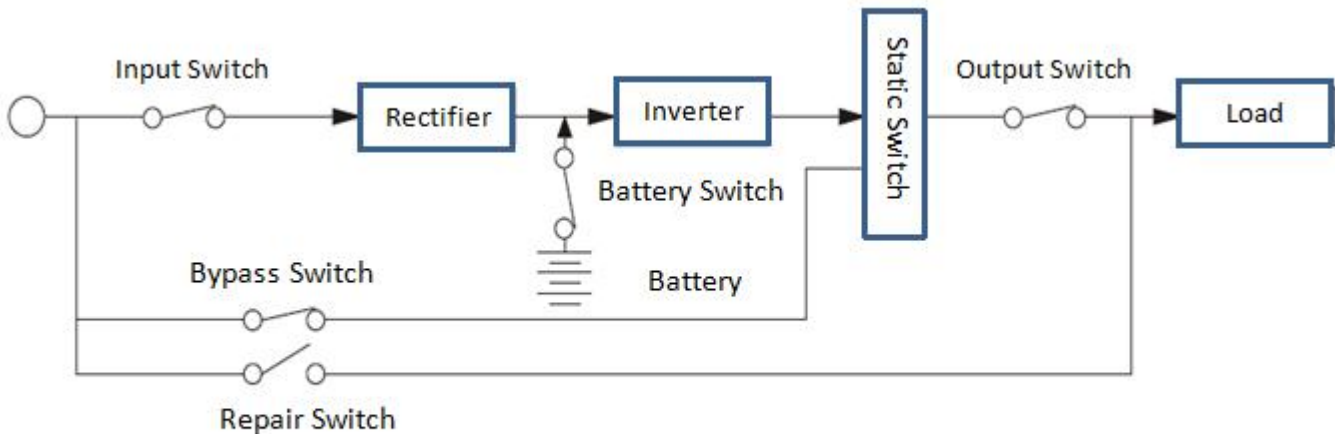 Input Switch
Rectifier
Inverter
Static Switch
Output Switch
Load
Battery Switch
Bypass Switch
Battery
Repair Switch